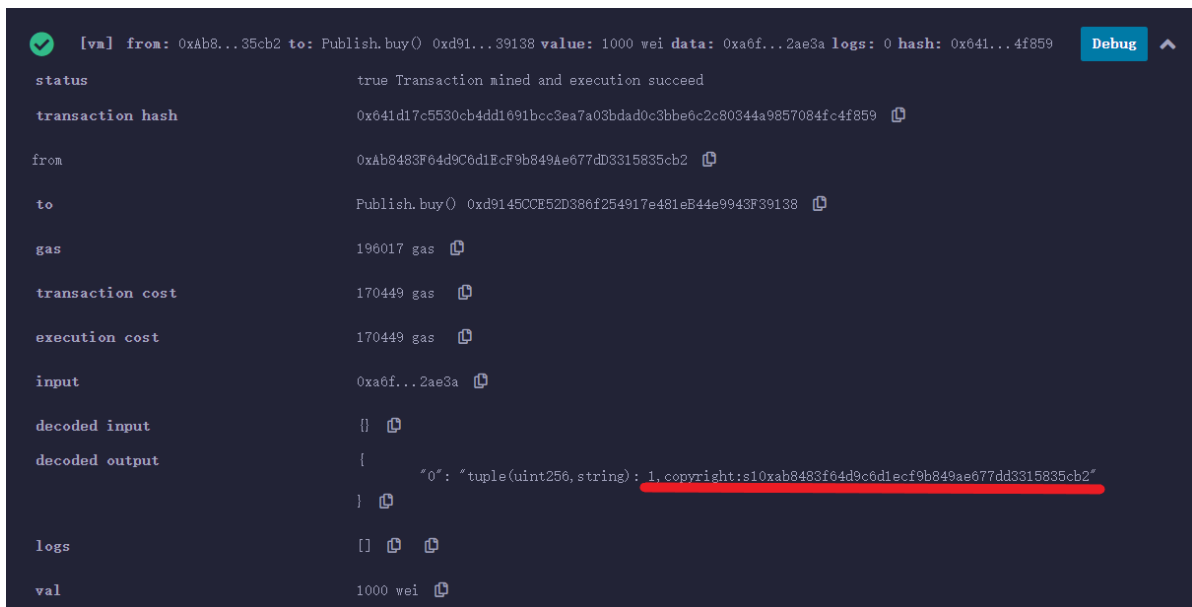 [vm] from: 0xAb8...35cb2 to: Publish.buy() 0xd91...39138 value: 1000 wei data: 0xa6f...2ae3a logs: 0 hash: 0x641...4f859 Debug
status true Transaction mined and execution succeed
transaction hash 0x641d17c5530cb4dd1691bcc3ea7a03bdad0c3bbe6c2c80344a9857084fc4f859
from 0xAb8483F64d9C6d1EcF9b849Ae677dD3315835cb2
to Publish.buy() 0xd9145CCE52D386f254917e481eB44e9943F39138
gas 196017 gas
transaction cost 170449 gas
execution cost 170449 gas
input 0xa6f...2ae3a
decoded input {}
decoded output {
"0": "tuple(uint256,string): 1,copyright:s10xab8483f64d9c6d1ecf9b849ae677dd3315835cb2"
}
logs []
val 1000 wei